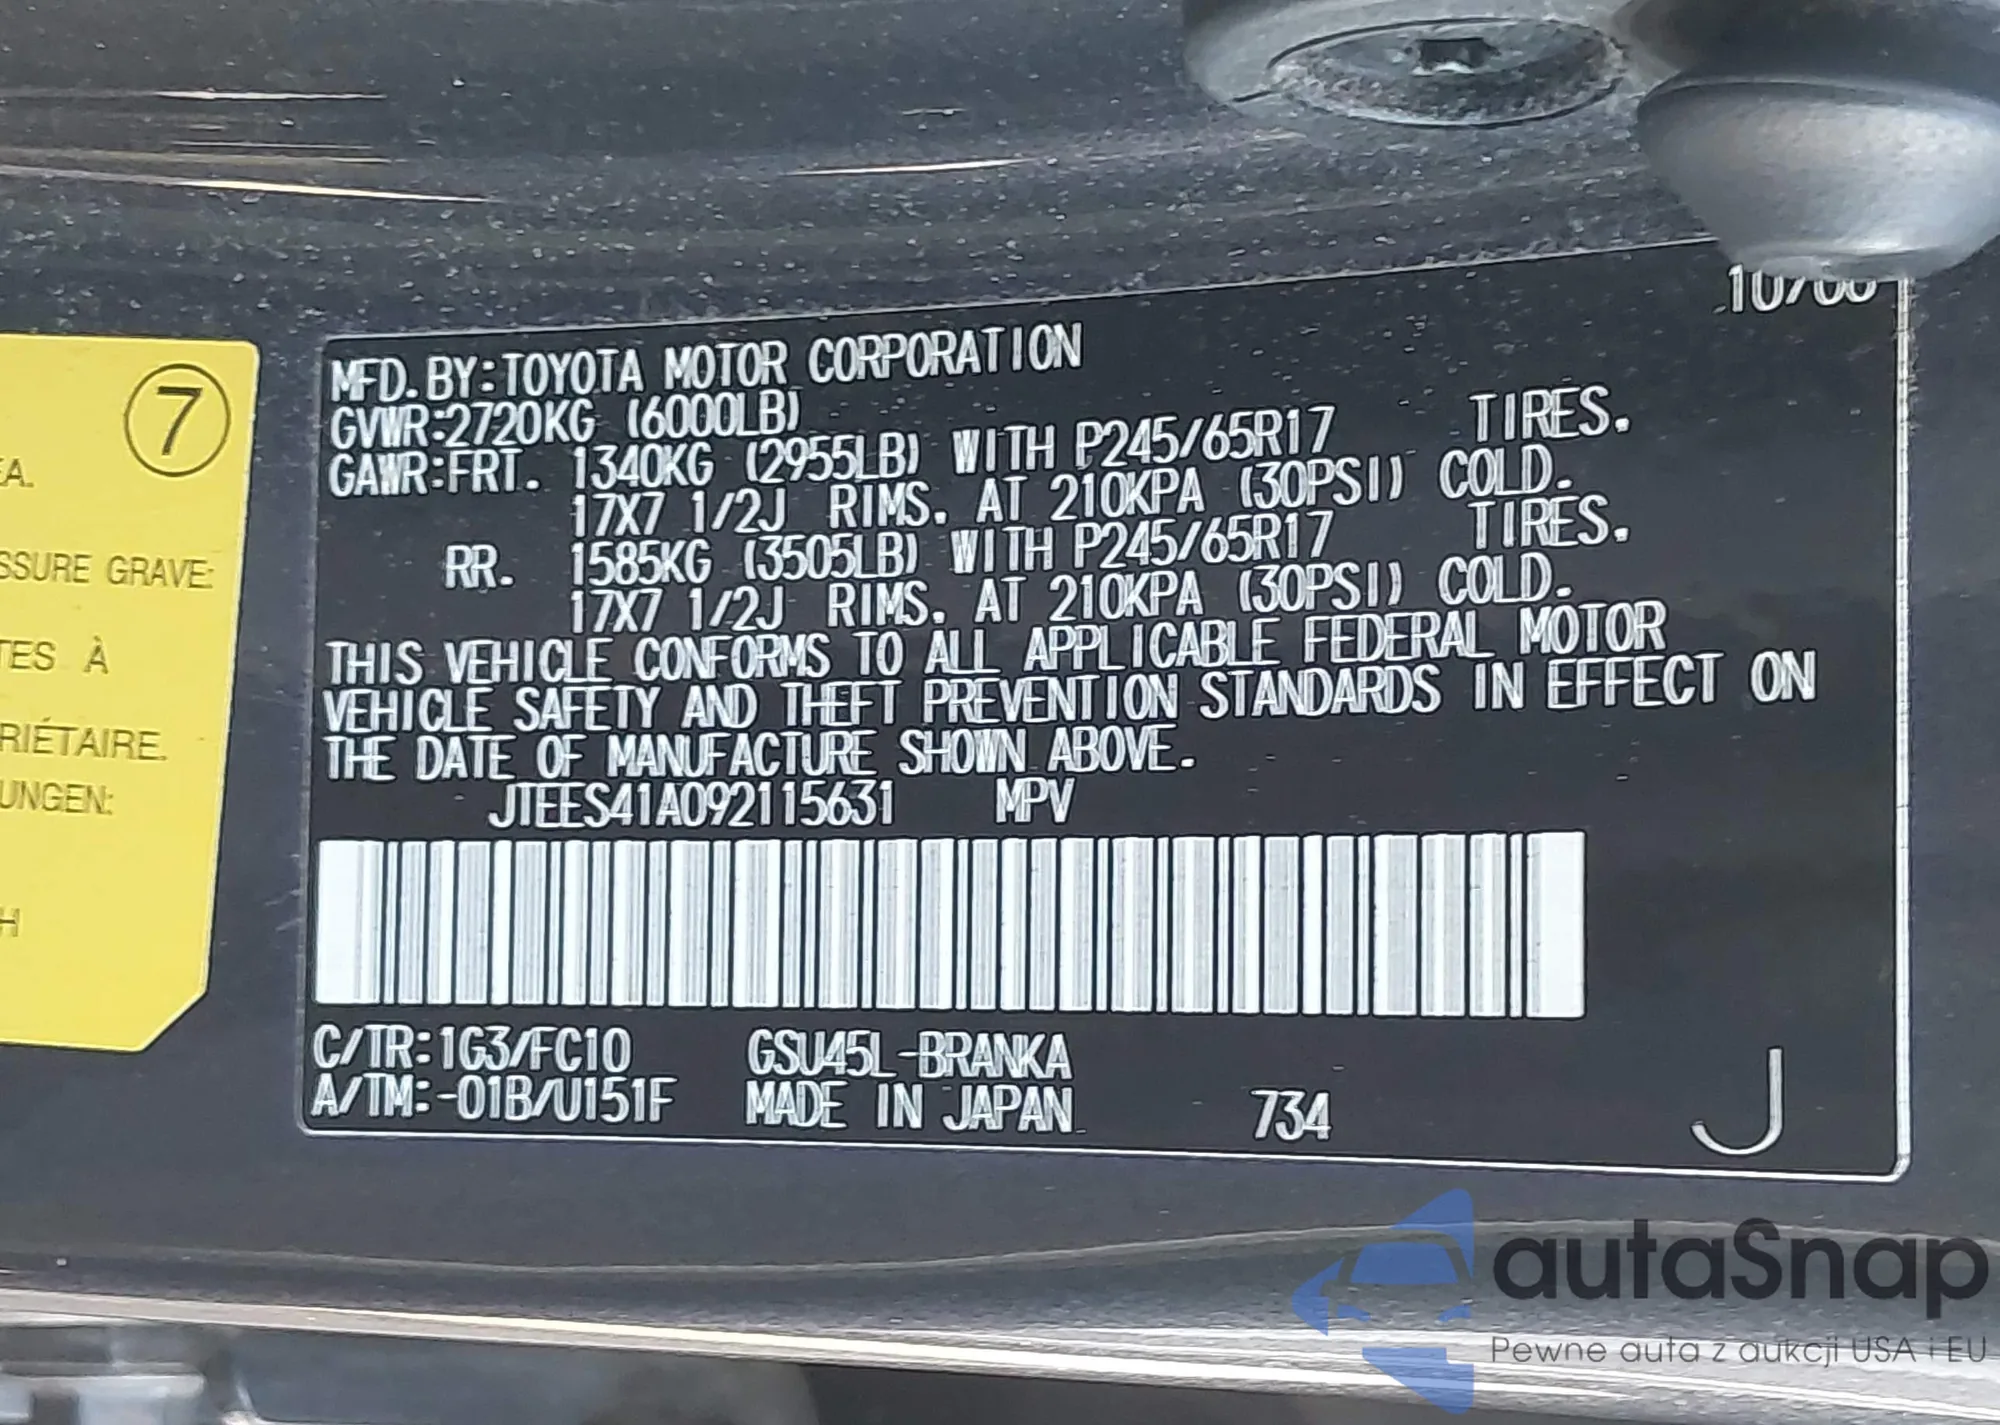 7
EA.
SSURE GRAVE:
TES À
RIÉTAIRE.
UNGEN:
H
10/08
MFD. BY: TOYOTA MOTOR CORPORATION
GVWR:2720KG (6000LB)
GAWR:FRT. 1340KG (2955LB) WITH P245/65R17 TIRES.
17X7 1/2J RIMS. AT 210KPA (30PSI) COLD.
RR. 1585KG (3505LB) WITH P245/65R17 TIRES.
17X7 1/2J RIMS. AT 210KPA (30PSI) COLD.
THIS VEHICLE CONFORMS TO ALL APPLICABLE FEDERAL MOTOR
VEHICLE SAFETY AND THEFT PREVENTION STANDARDS IN EFFECT ON
THE DATE OF MANUFACTURE SHOWN ABOVE.
JTEES41A092115631 MPV
C/TR:1G3/FC10 GSU45L-BRANKA
A/TM:-01B/U151F MADE IN JAPAN 734 J
autaSnap
Pewne auta z aukcji USA i EU